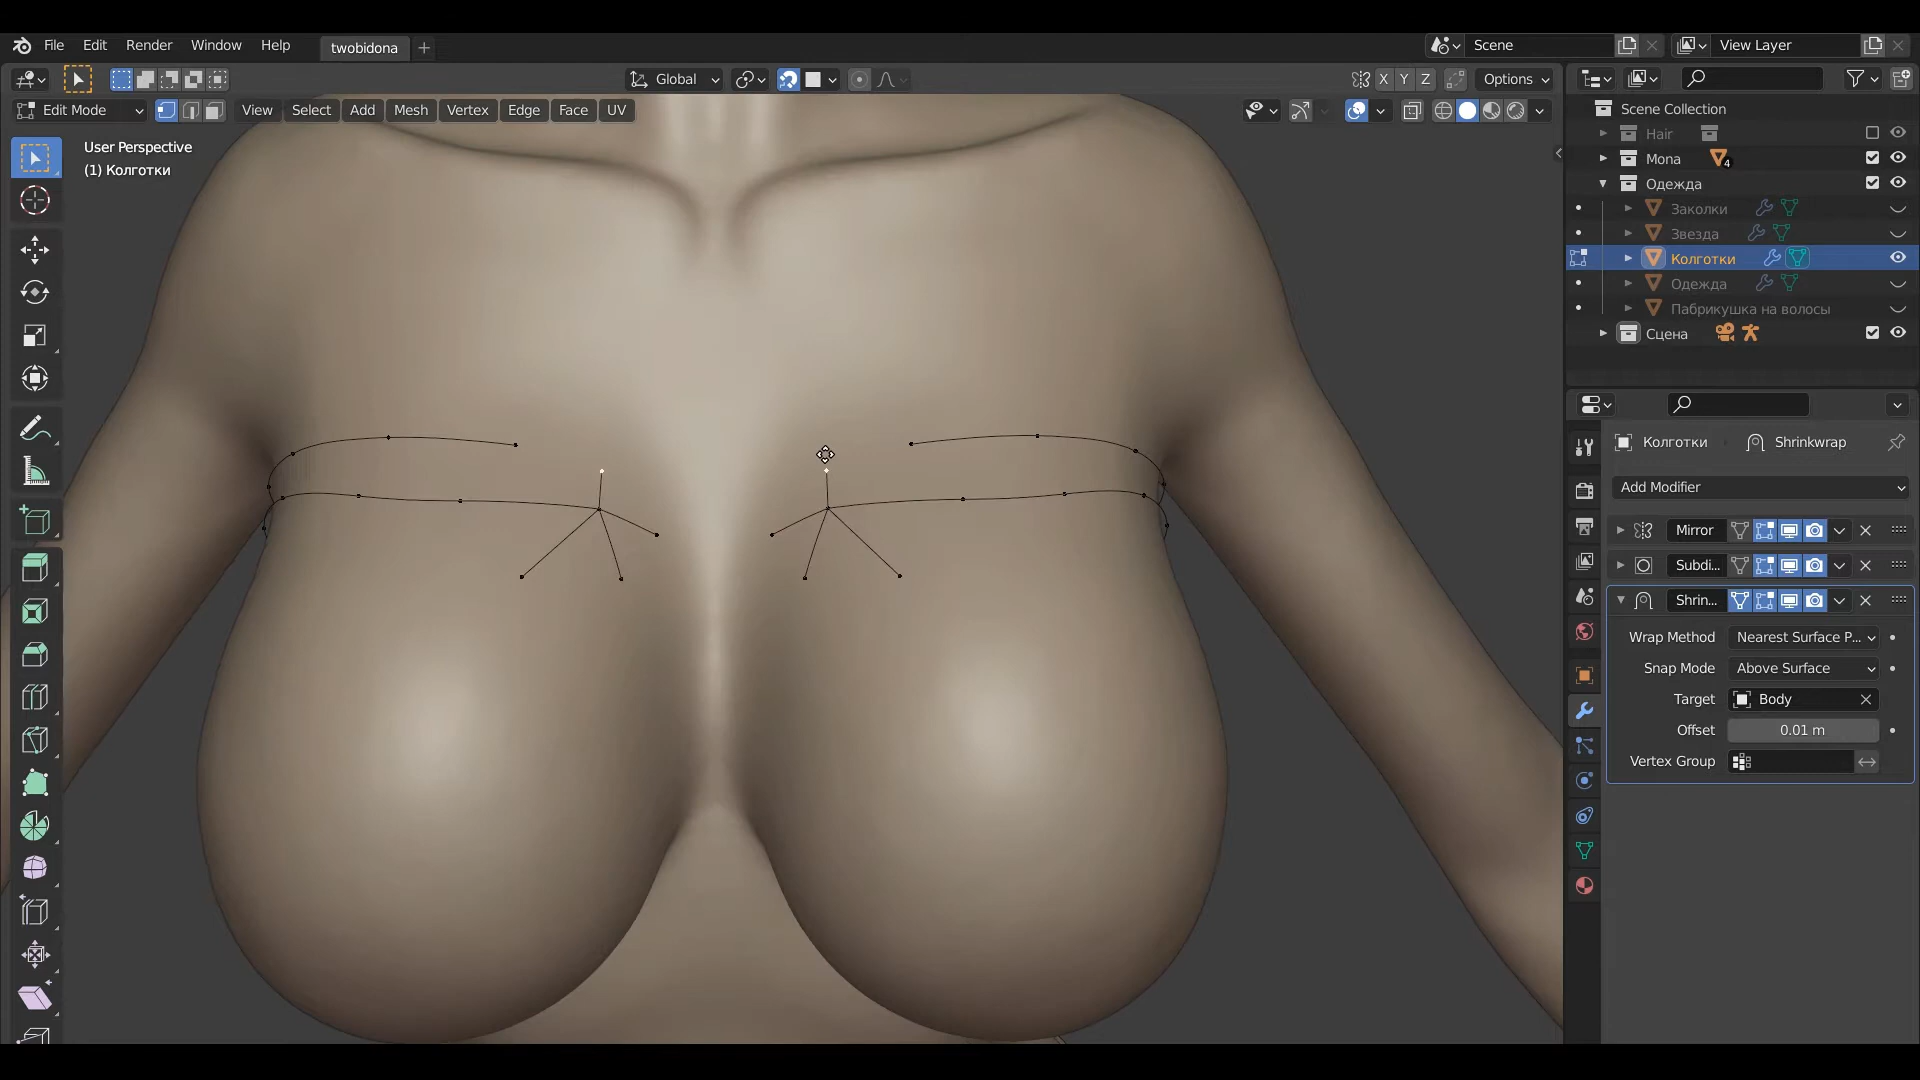 File Edit Render Window Help twobidona + Scene View Layer
Global X Y Z Options
Edit Mode View Select Add Mesh Vertex Edge Face UV
User Perspective
(1) Колготки
Scene Collection
Hair
Mona 4
Одежда
Заколки
Звезда
Колготки
Одежда
Пабрикушка на волосы
Сцена
Колготки Shrinkwrap
Add Modifier
Mirror
Subdi...
Shrin...
Wrap Method Nearest Surface P...
Snap Mode Above Surface
Target Body
Offset 0.01 m
Vertex Group